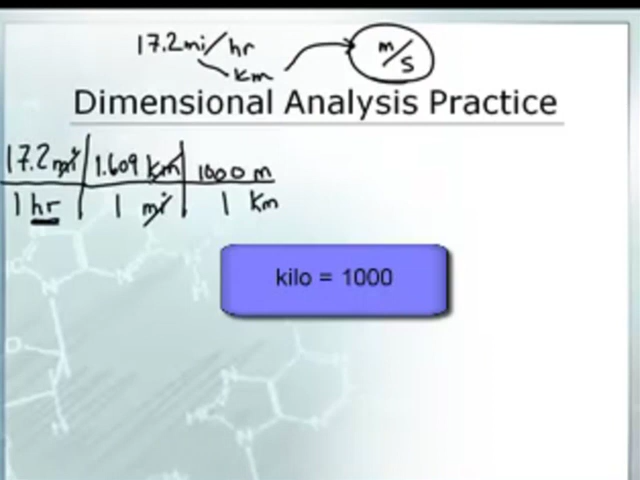 17.2mi/hr
km
m/s
Dimensional Analysis Practice
17.2 mi 1.609 km 1000 m
1 hr 1 mi 1 km
kilo = 1000